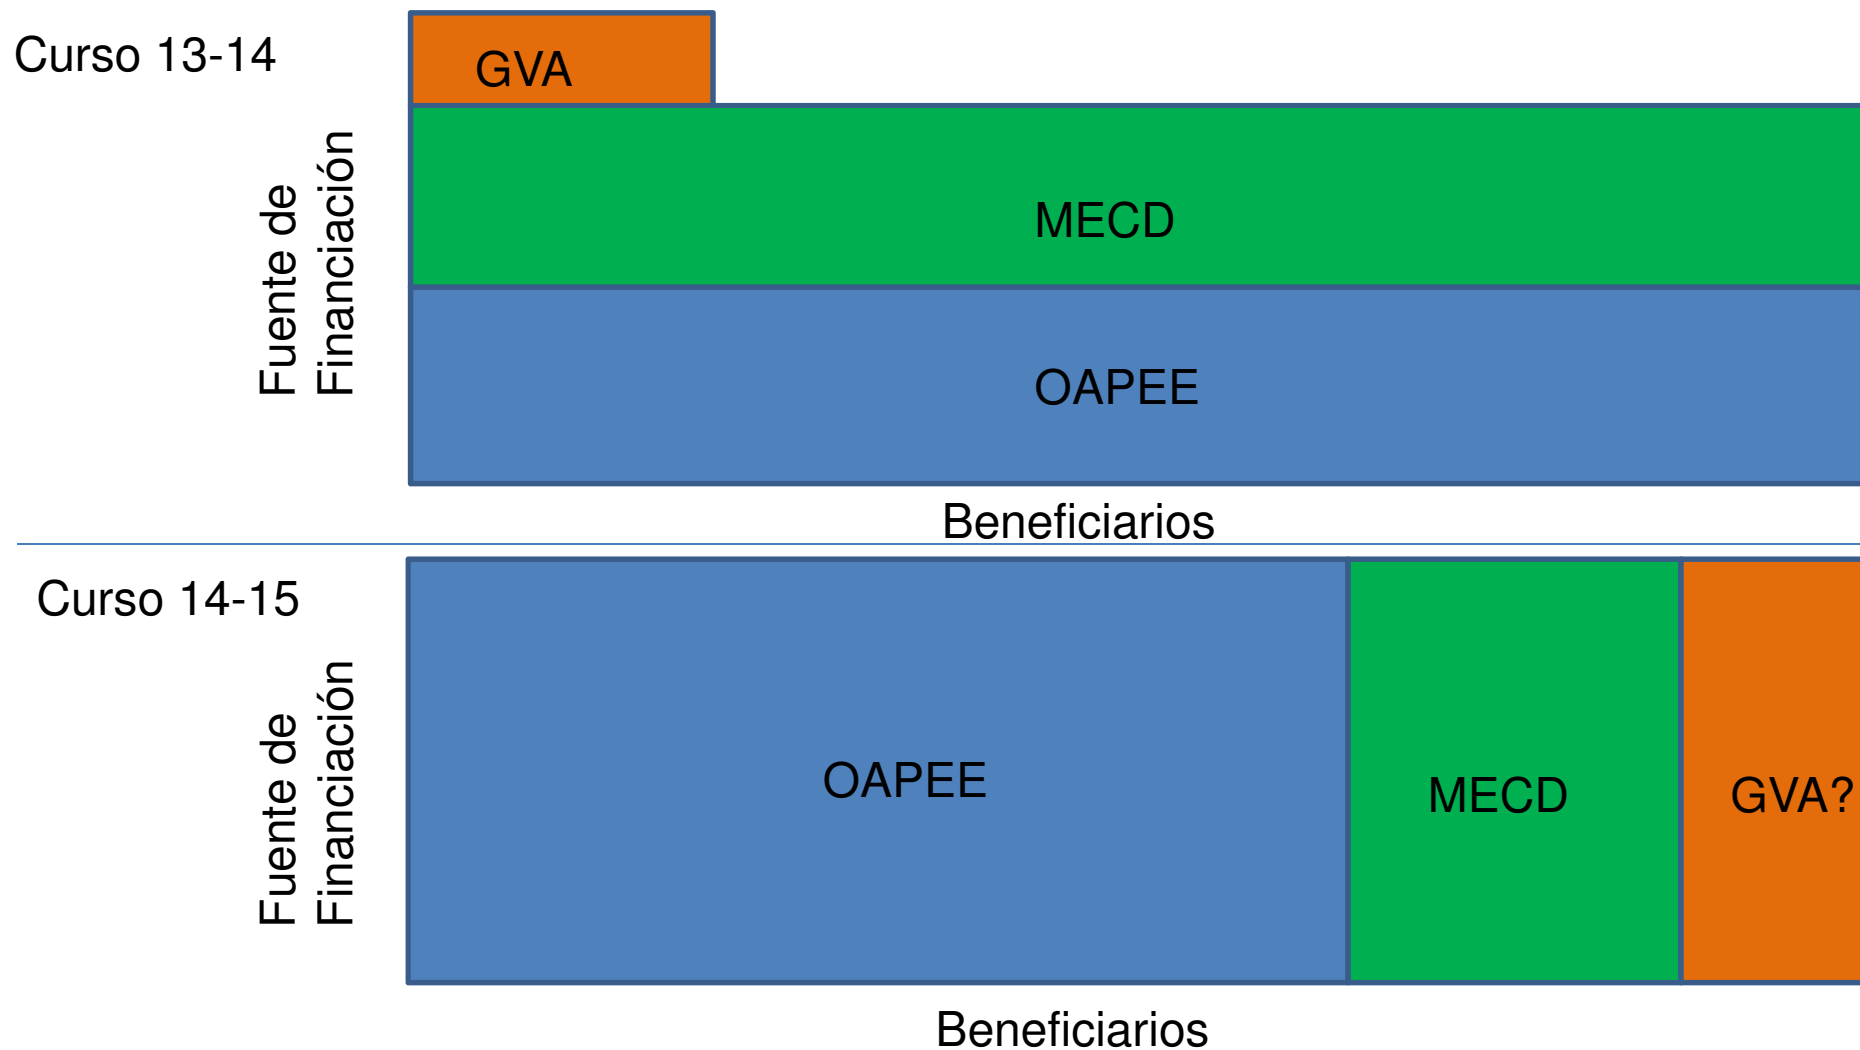 Curso 13-14
GVA
Fuente de
Financiación
MECD
OAPEE
Beneficiarios
Curso 14-15
Fuente de
Financiación
OAPEE
MECD
GVA?
Beneficiarios